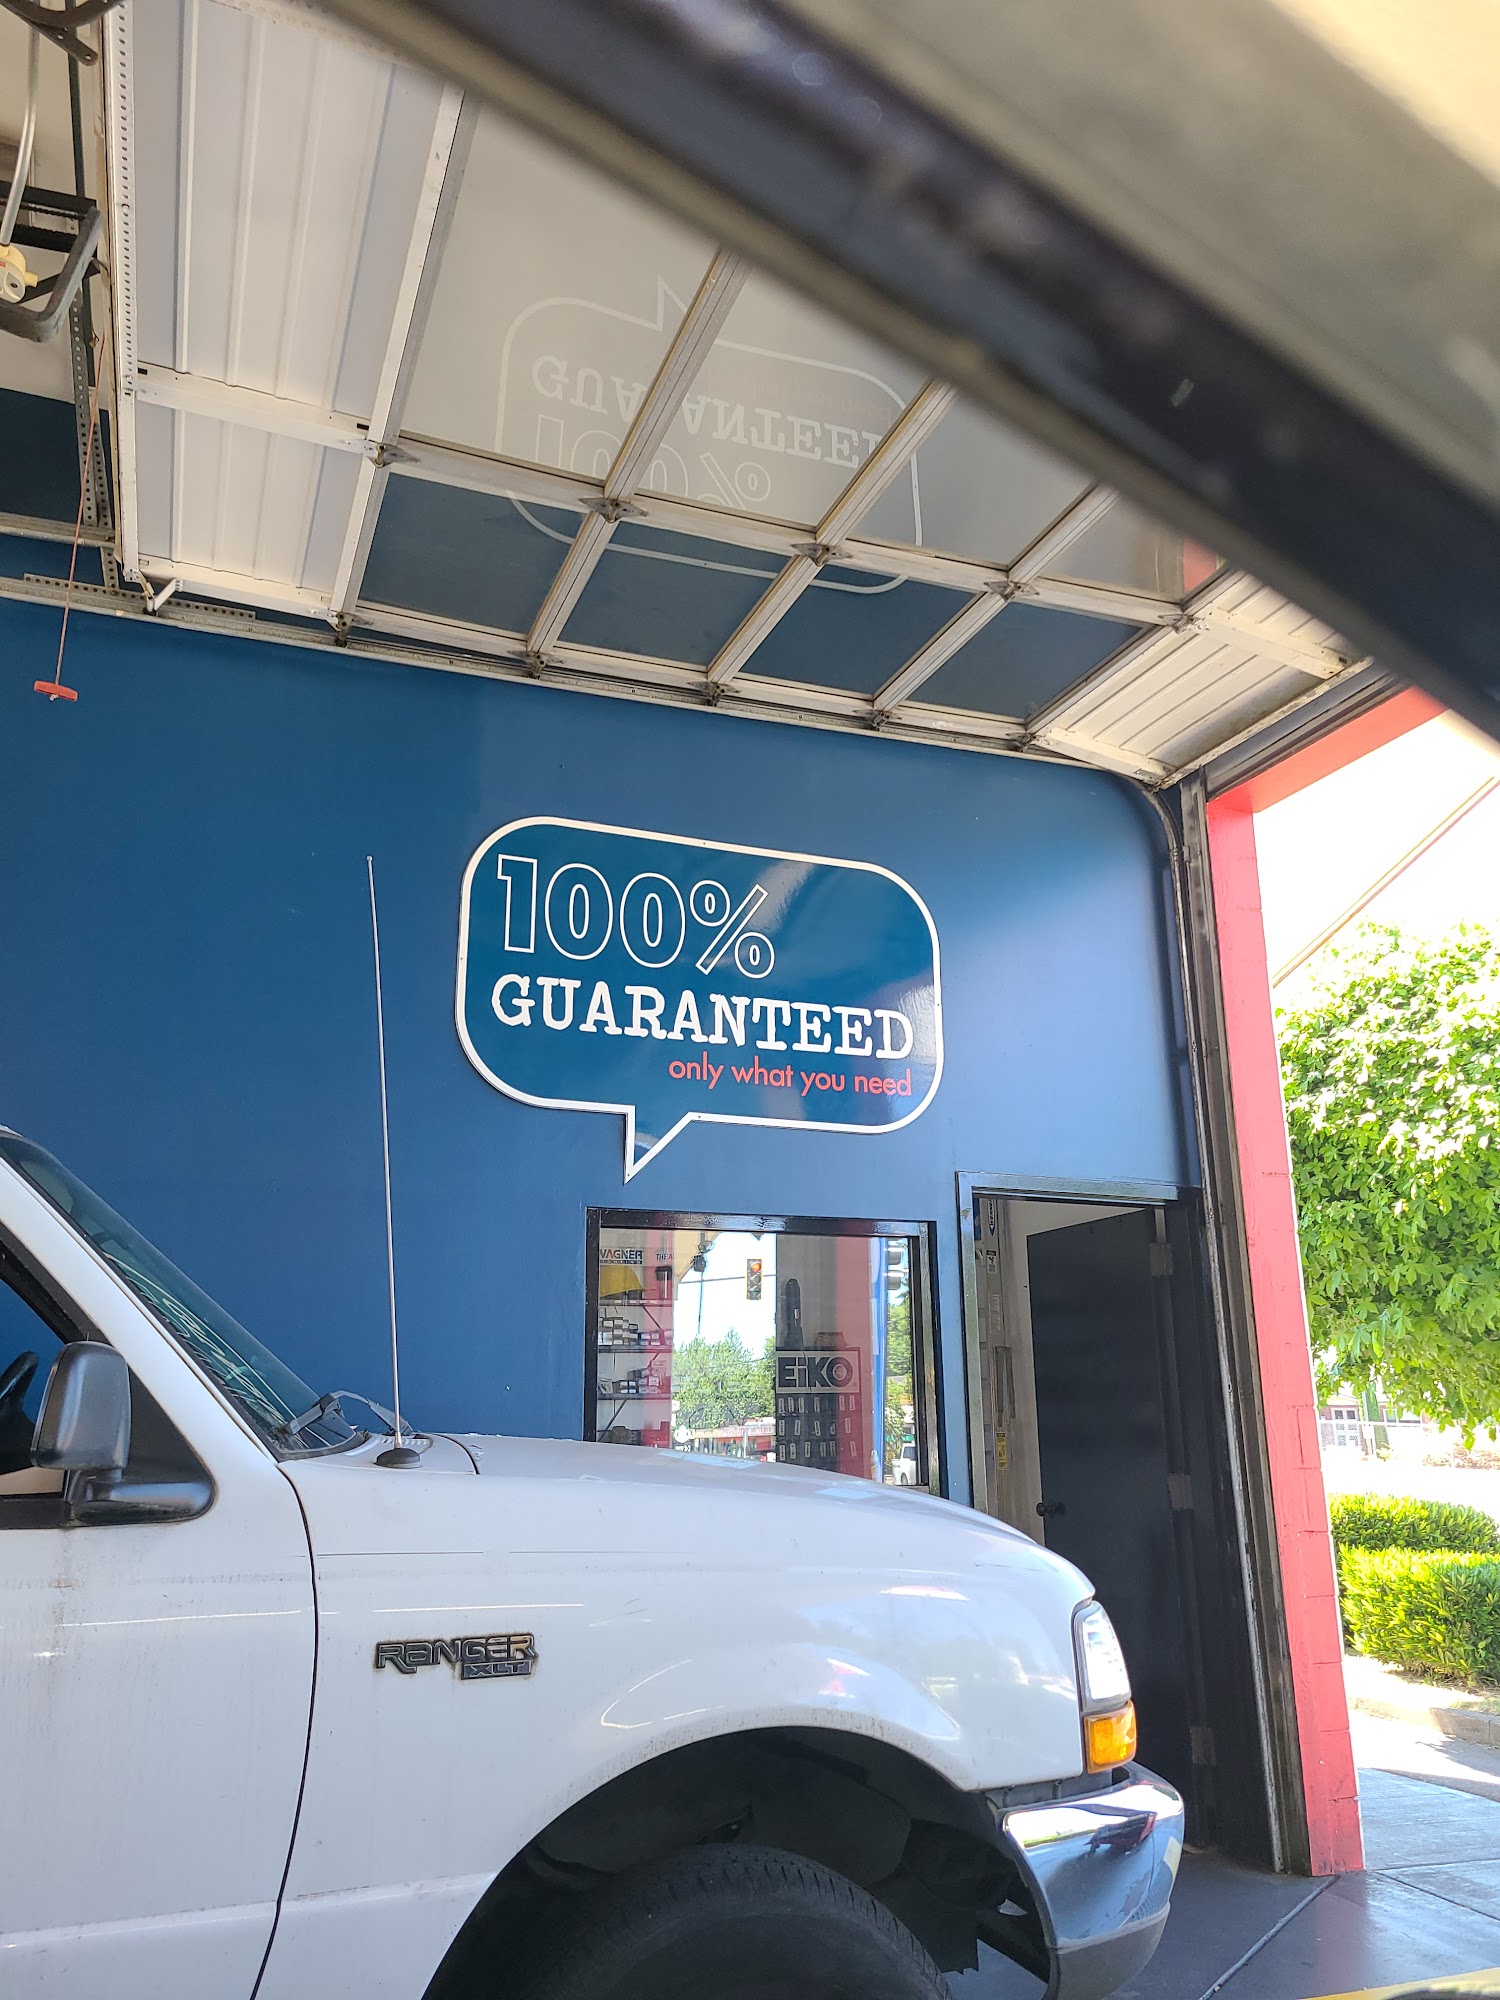 100%
GUARANTEED
only what you need
WAGNER
EiKO
RANGER
XLT